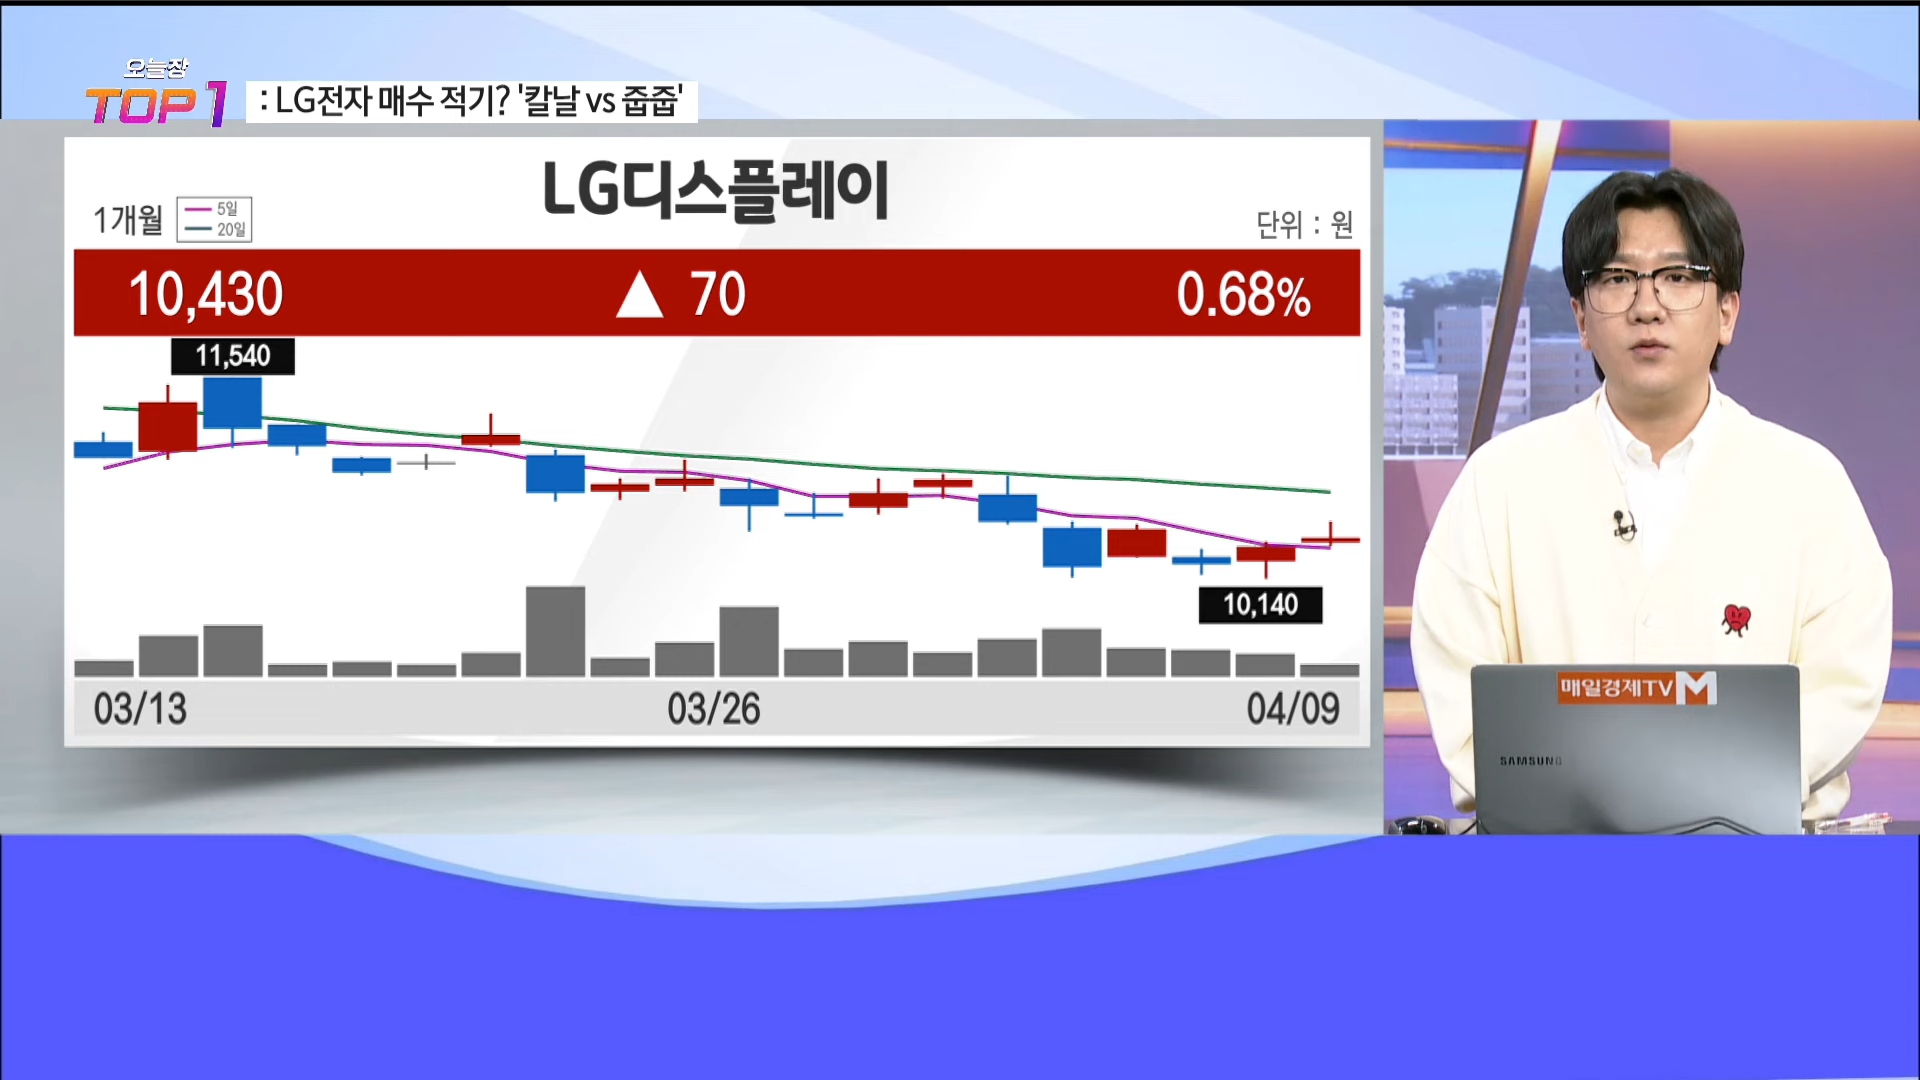 오늘장
TOP 1 : LG전자 매수 적기? '칼날 vs 줍줍'
LG디스플레이
1개월
5일
20일
단위 : 원
10,430 ▲ 70 0.68%
11,540
10,140
03/13 03/26 04/09
매일경제TV M
SAMSUNG